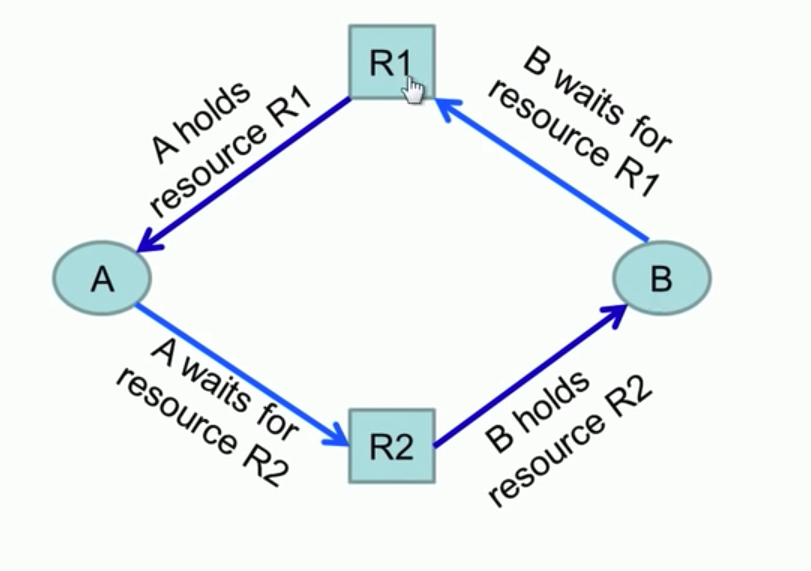 R1
A holds
resource R1
B waits for
resource R1
A
B
A waits for
resource R2
R2
B holds
resource R2